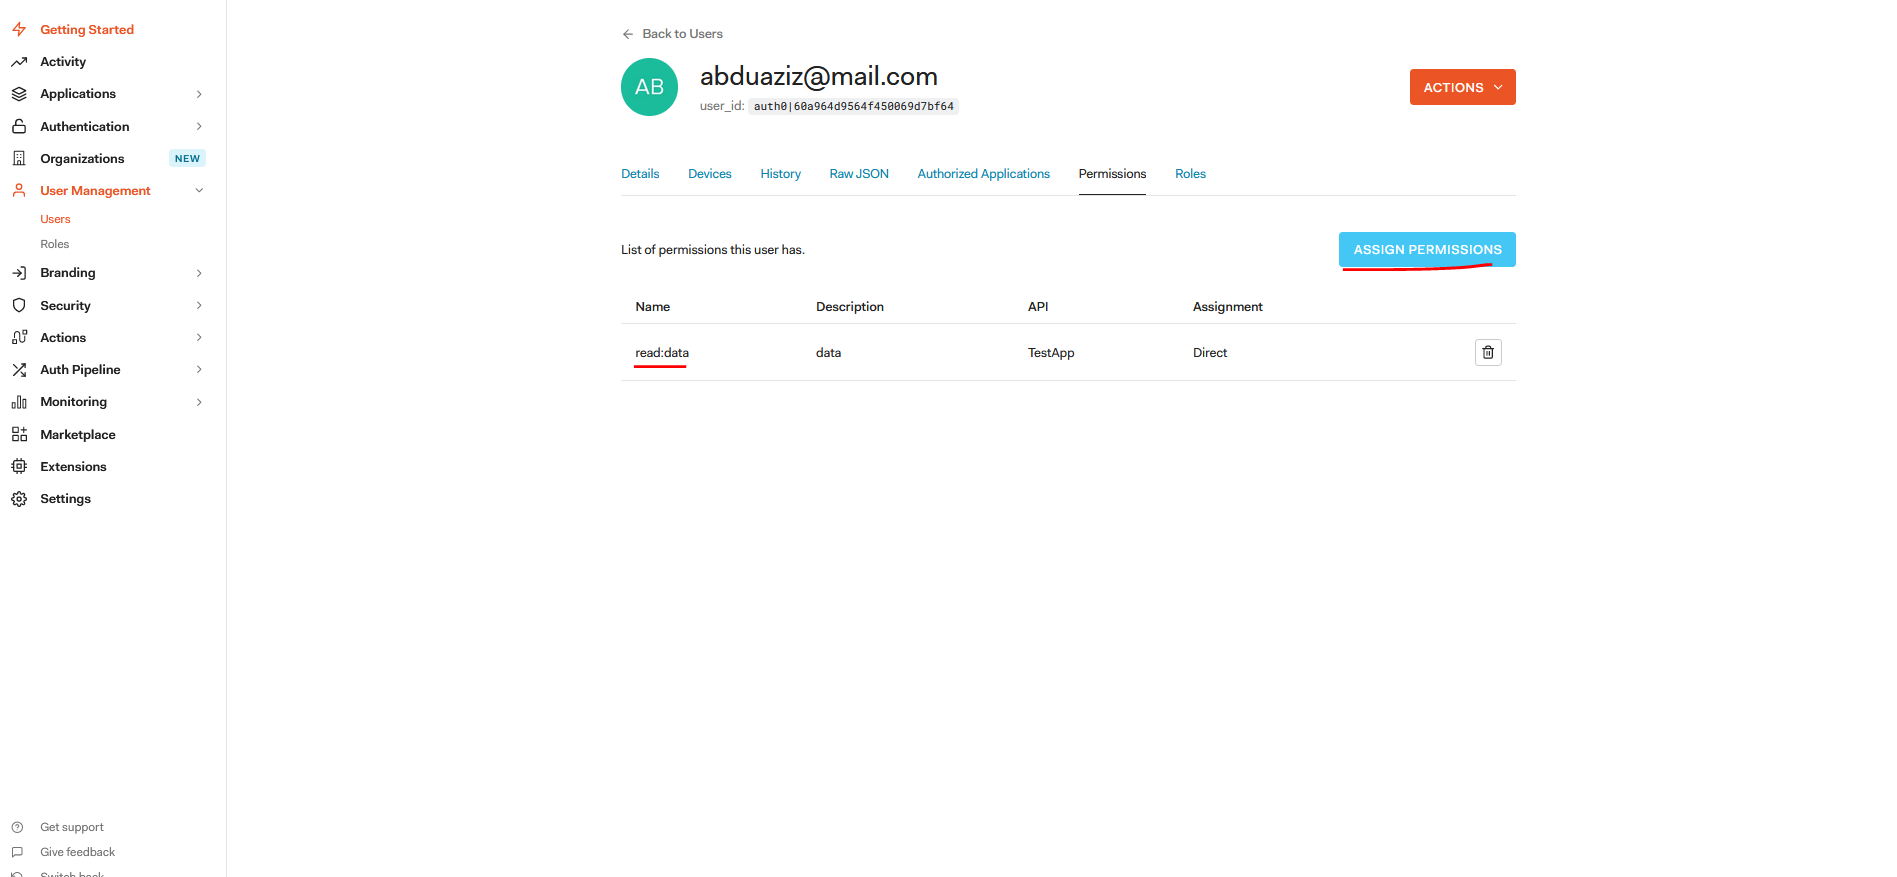 Getting Started
Activity
Applications
Authentication
Organizations NEW
User Management
Users
Roles
Branding
Security
Actions
Auth Pipeline
Monitoring
Marketplace
Extensions
Settings
Get support
Give feedback
Switch back
Back to Users
AB
abduaziz@mail.com
user_id: auth0|60a964d9564f450069d7bf64
ACTIONS
Details Devices History Raw JSON Authorized Applications Permissions Roles
List of permissions this user has.
ASSIGN PERMISSIONS
Name Description API Assignment
read:data data TestApp Direct